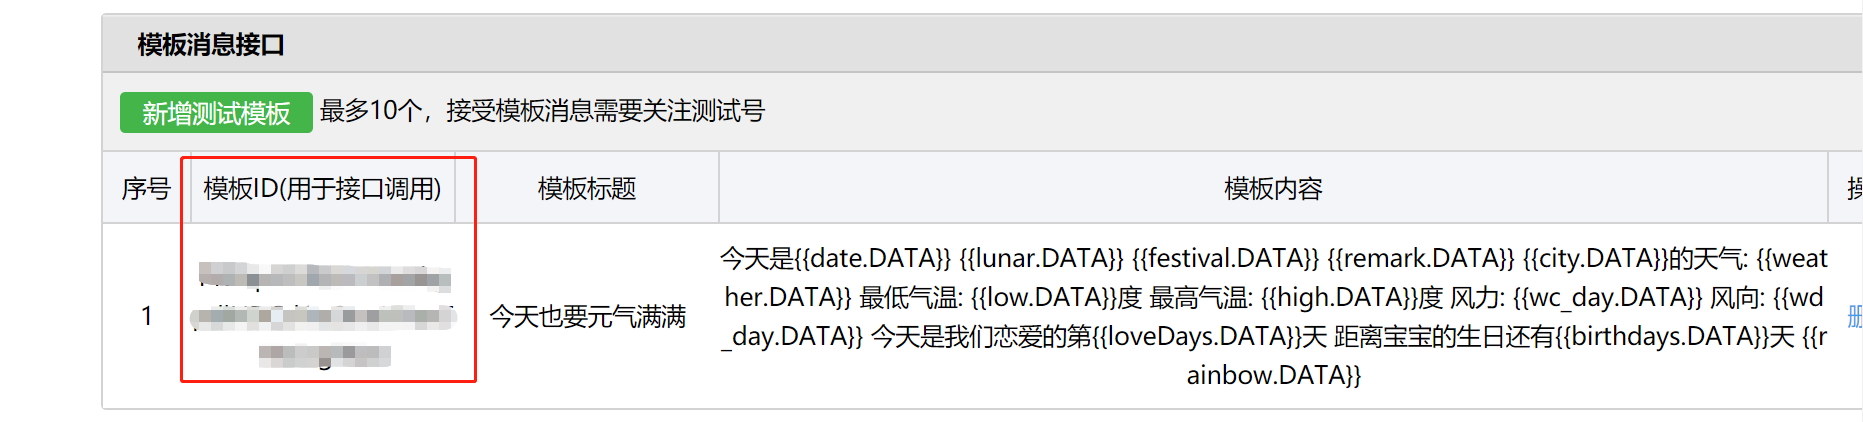 模板消息接口
新增测试模板 最多10个，接受模板消息需要关注测试号
序号 模板ID(用于接口调用) 模板标题 模板内容
1 今天也要元气满满
今天是{{date.DATA}} {{lunar.DATA}} {{festival.DATA}} {{remark.DATA}} {{city.DATA}}的天气: {{weat
her.DATA}} 最低气温: {{low.DATA}}度 最高气温: {{high.DATA}}度 风力: {{wc_day.DATA}} 风向: {{wd
_day.DATA}} 今天是我们恋爱的第{{loveDays.DATA}}天 距离宝宝的生日还有{{birthdays.DATA}}天 {{r
ainbow.DATA}}